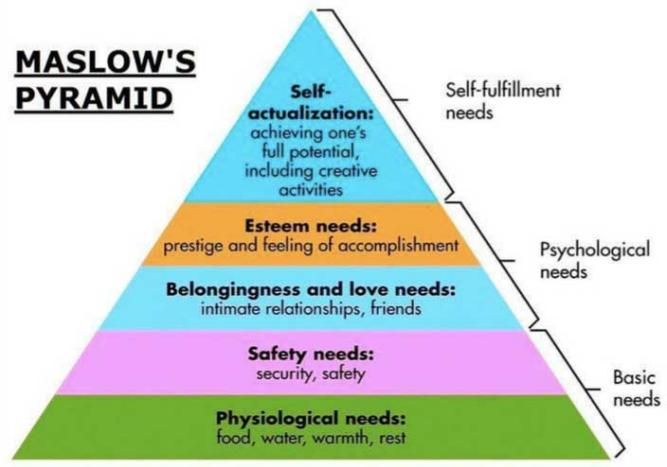 MASLOW'S
PYRAMID
Self-
actualization:
achieving one's
full potential,
including creative
activities
Self-fulfillment
needs
Esteem needs:
prestige and feeling of accomplishment
Psychological
needs
Belongingness and love needs:
intimate relationships, friends
Safety needs:
security, safety
Basic
needs
Physiological needs:
food, water, warmth, rest